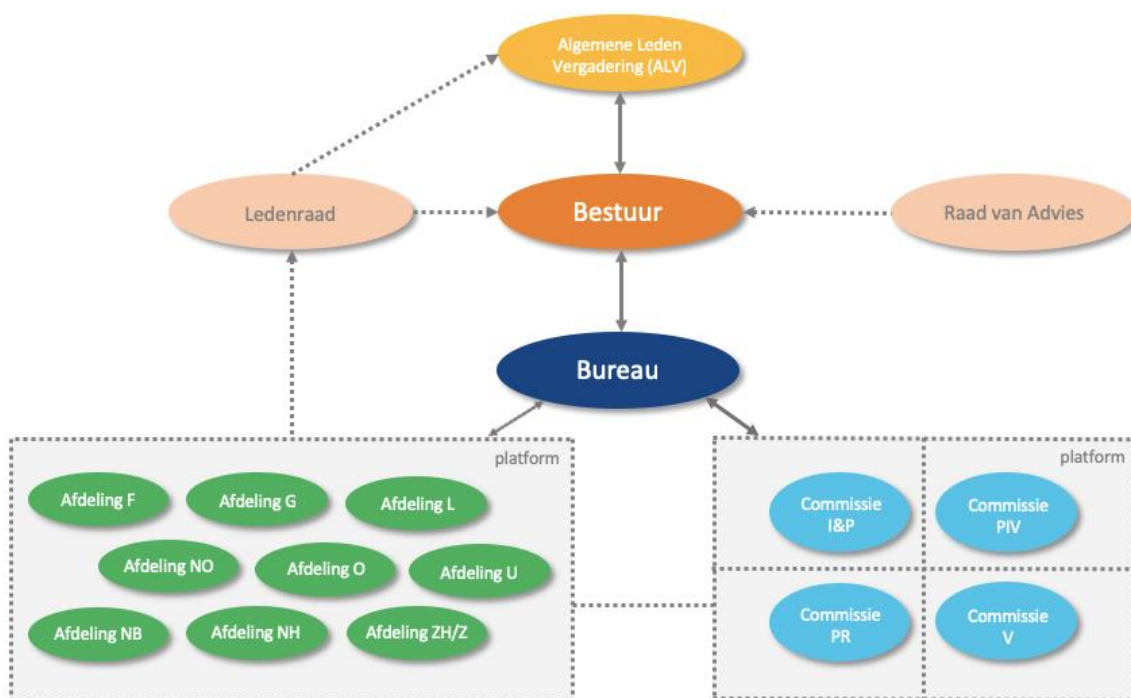 Algemene Leden
Vergadering (ALV)
Ledenraad
Bestuur
Raad van Advies
Bureau
platform
Afdeling F
Afdeling G
Afdeling L
Afdeling NO
Afdeling O
Afdeling U
Afdeling NB
Afdeling NH
Afdeling ZH/Z
platform
Commissie
I&P
Commissie
PIV
Commissie
PR
Commissie
V